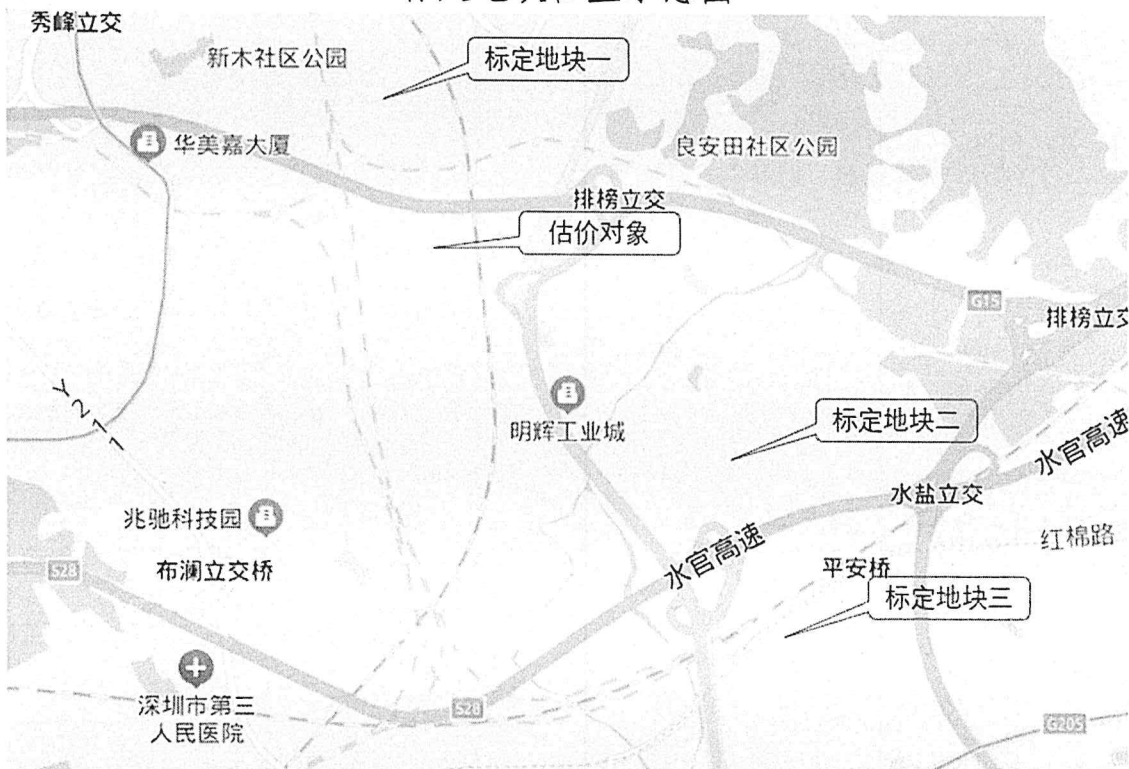 秀峰立交
新木社区公园
标定地块一
华美嘉大厦
良安田社区公园
排榜立交
估价对象
G15
排榜立交
明辉工业城
标定地块二
水官高速
Y211
水盐立交
兆驰科技园
红棉路
水官高速
布澜立交桥
S28
平安桥
标定地块三
深圳市第三
人民医院
S28
G205